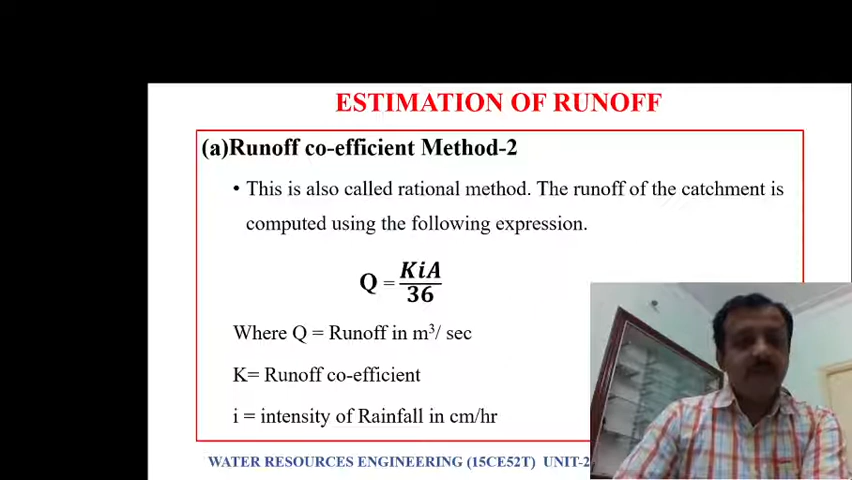 ESTIMATION OF RUNOFF
(a)Runoff co-efficient Method-2
• This is also called rational method. The runoff of the catchment is
computed using the following expression.
Q = KiA/36
Where Q = Runoff in m³/ sec
K= Runoff co-efficient
i = intensity of Rainfall in cm/hr
WATER RESOURCES ENGINEERING (15CE52T) UNIT-2